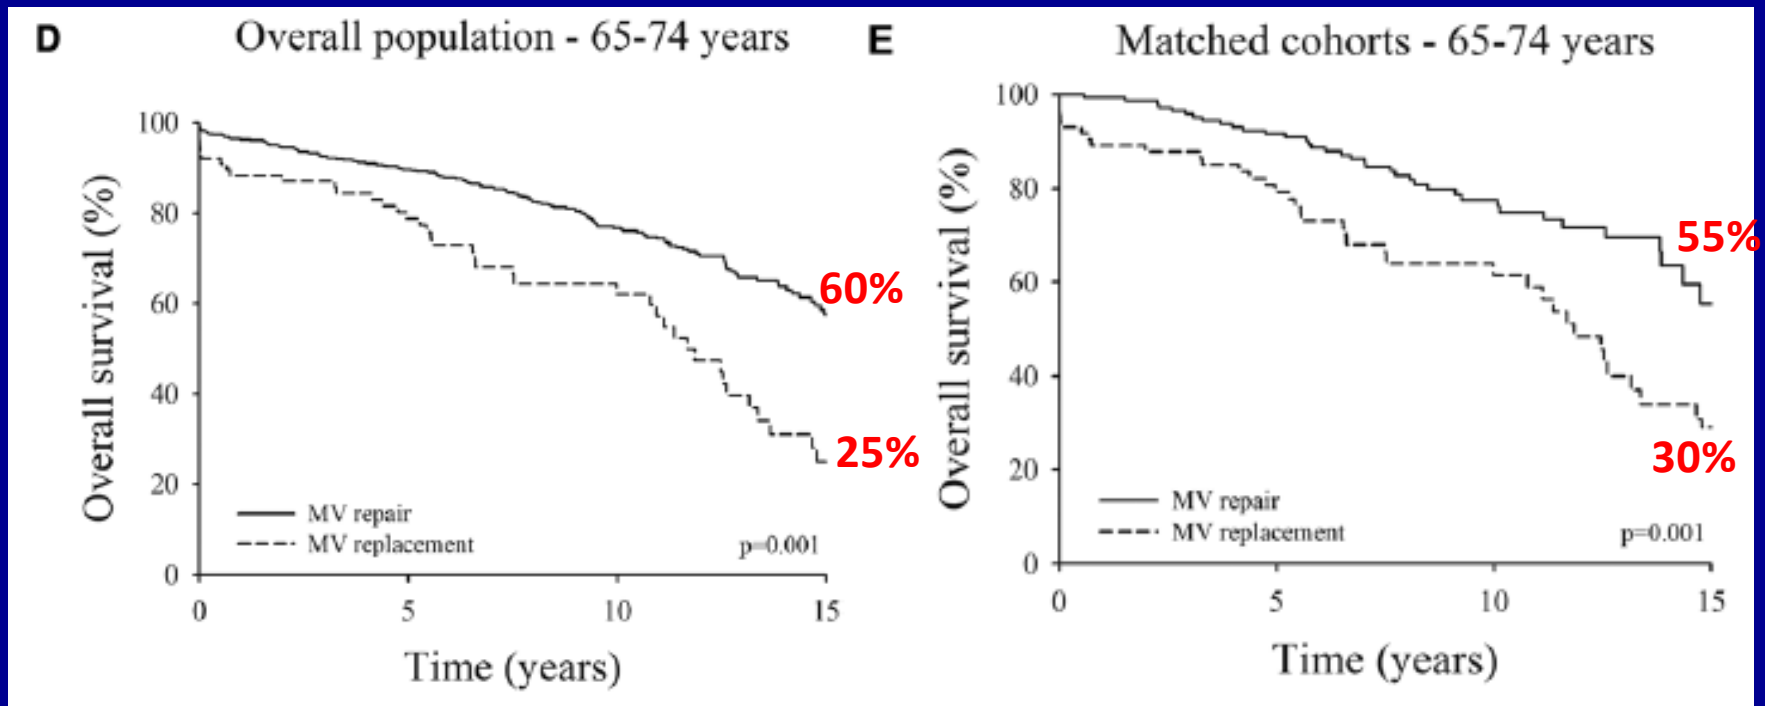 D
Overall population - 65-74 years
100
80
60
40
20
0
Overall survival (%)
60%
25%
MV repair
MV replacement
p=0.001
0 5 10 15
Time (years)
E
Matched cohorts - 65-74 years
100
80
60
40
20
0
Overall survival (%)
55%
30%
MV repair
MV replacement
p=0.001
0 5 10 15
Time (years)